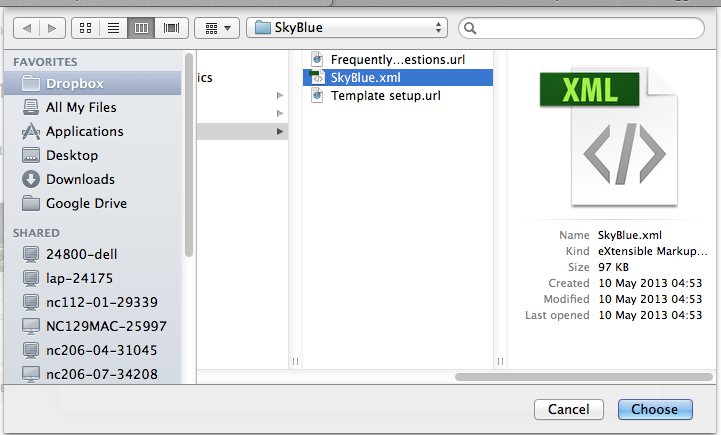 SkyBlue
FAVORITES
Dropbox
All My Files
Applications
Desktop
Downloads
Google Drive
SHARED
24800-dell
lap-24175
nc112-01-29339
NC129MAC-25997
nc206-04-31045
nc206-07-34208
ics
Frequently...estions.url
SkyBlue.xml
Template setup.url
XML
</>
Name SkyBlue.xml
Kind eXtensible Markup...
Size 97 KB
Created 10 May 2013 04:53
Modified 10 May 2013 04:53
Last opened 10 May 2013 04:53
Cancel
Choose